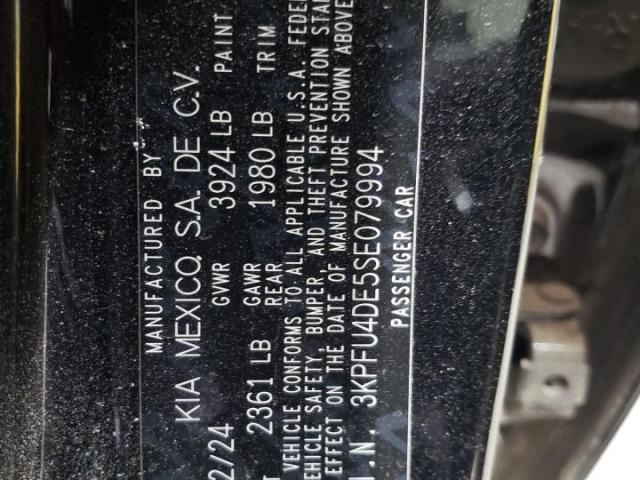 MANUFACTURED BY
KIA MEXICO, S.A. DE C.V.
2/24 GVWR 3924 LB PAINT
GAWR
2361 LB REAR 1980 LB TRIM
VEHICLE CONFORMS TO ALL APPLICABLE U.S.A. FEDE
EHICLE SAFETY, BUMPER, AND THEFT PREVENTION STAN
EFFECT ON THE DATE OF MANUFACTURE SHOWN ABOVE
I.N. 3KPFU4DE5SE079994
PASSENGER CAR